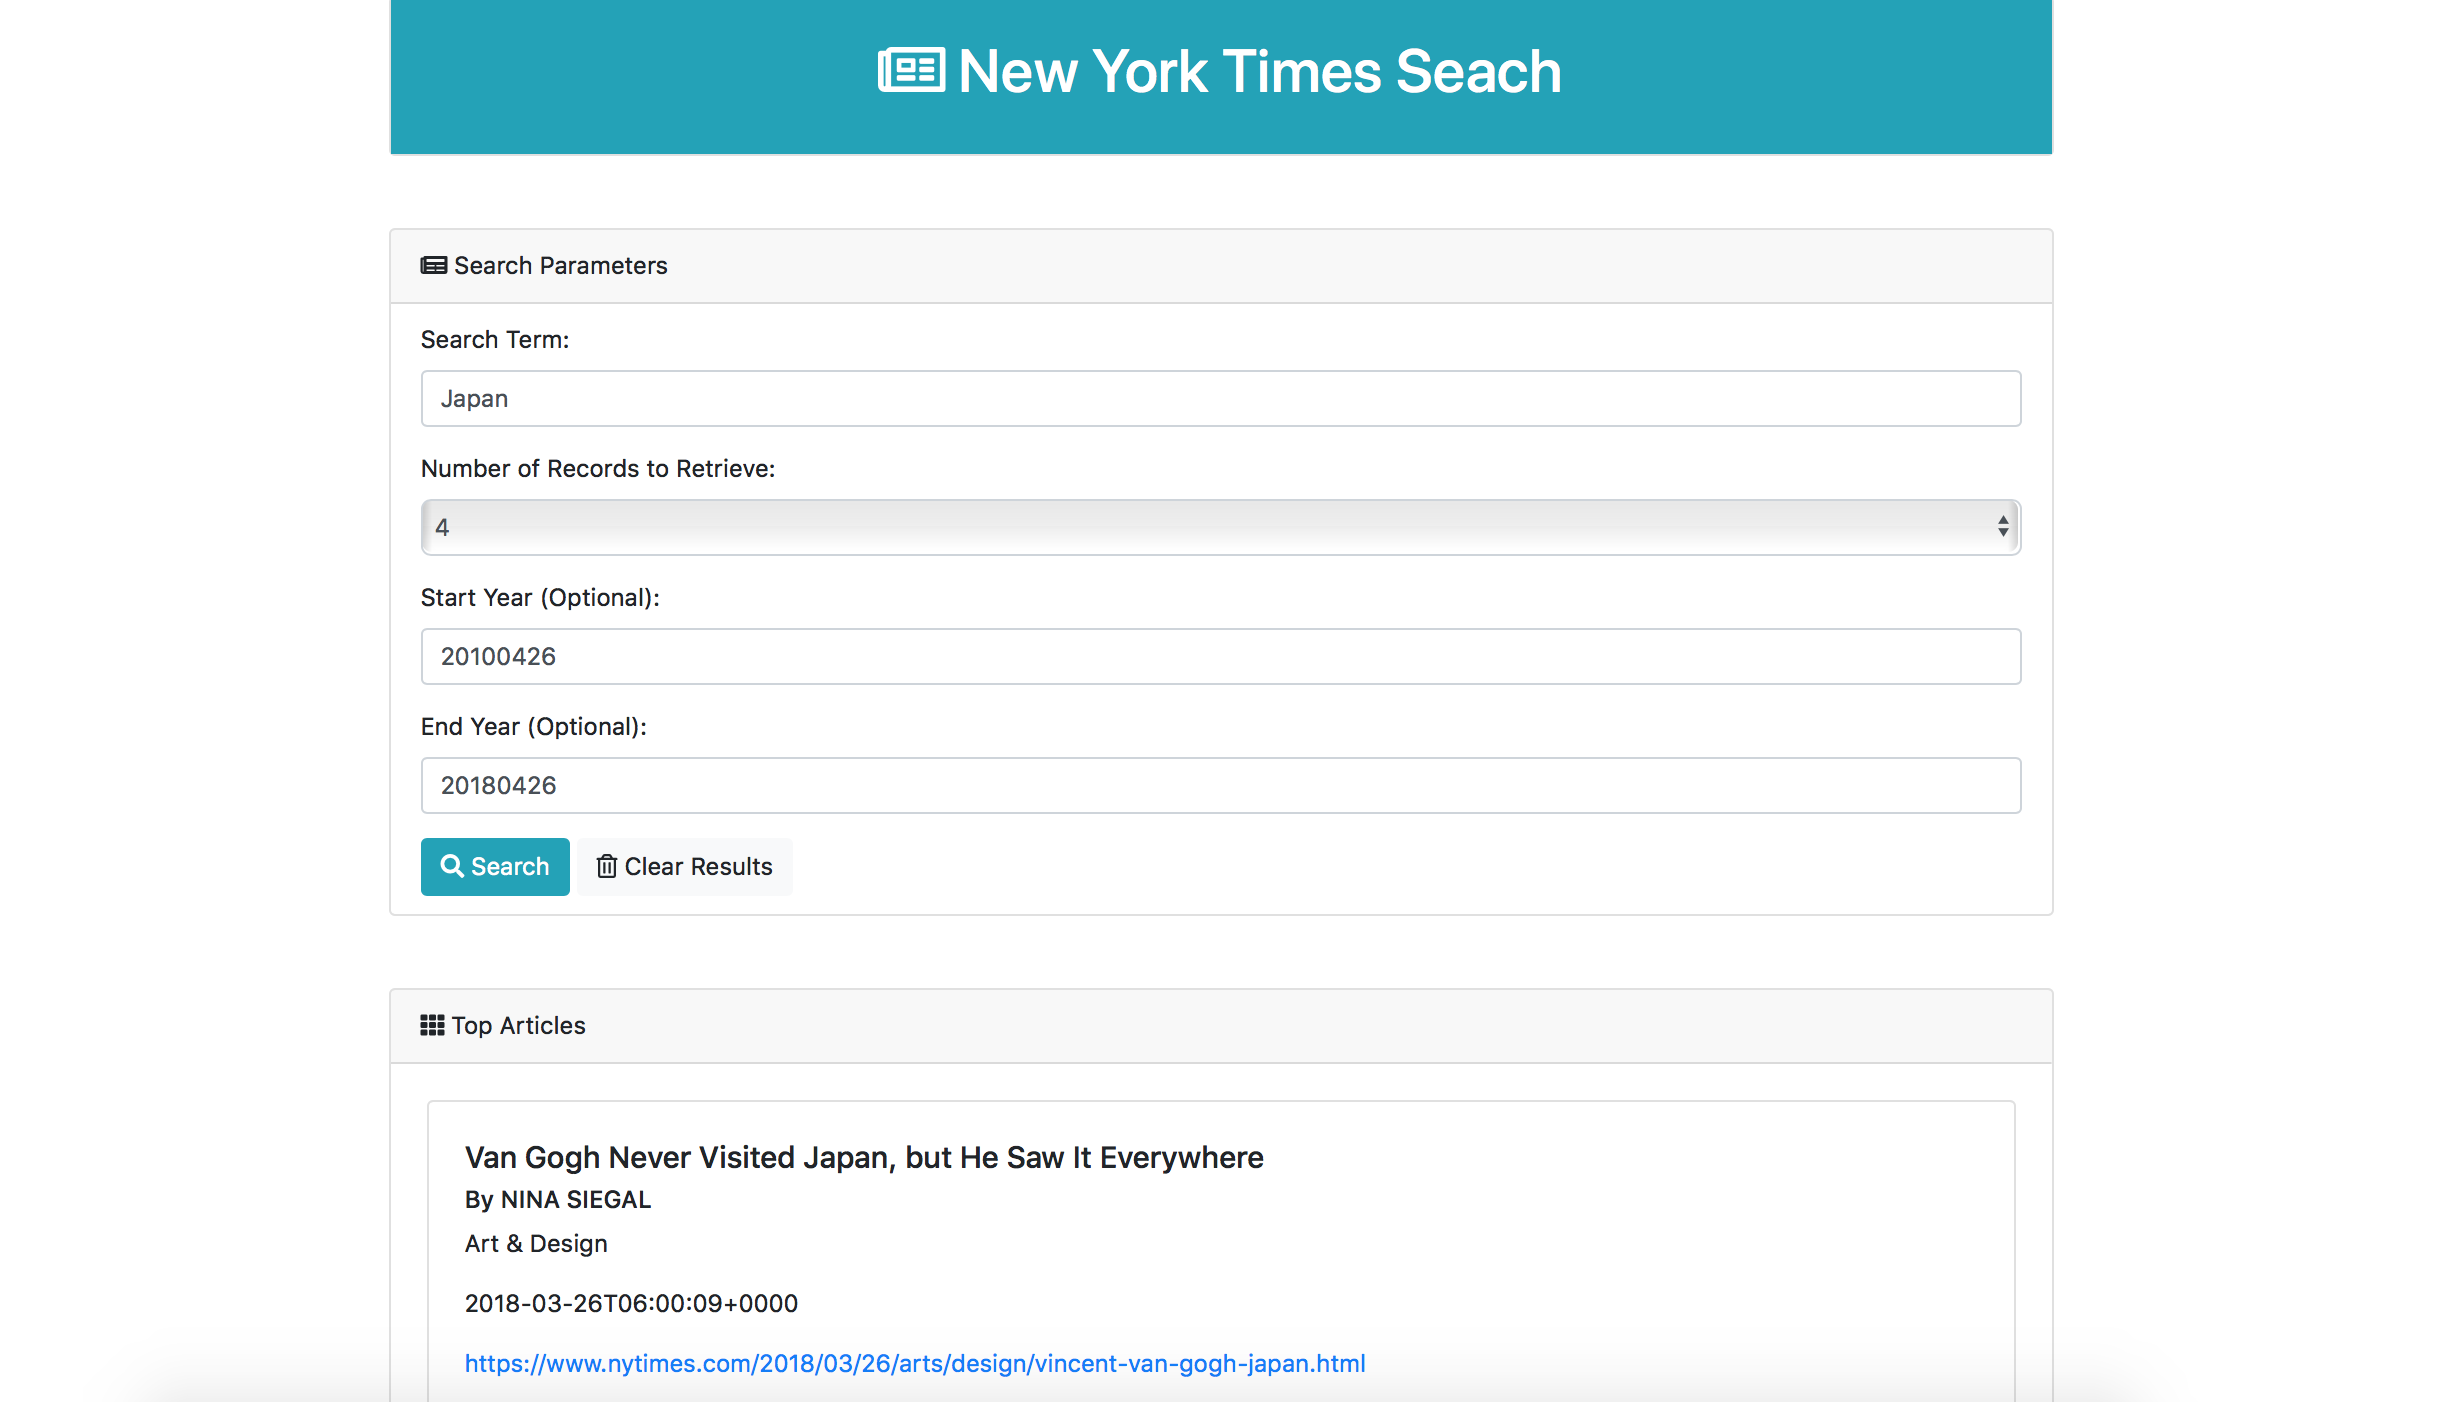 New York Times Seach
Search Parameters
Search Term:
Japan
Number of Records to Retrieve:
4
Start Year (Optional):
20100426
End Year (Optional):
20180426
Search Clear Results
Top Articles
Van Gogh Never Visited Japan, but He Saw It Everywhere
By NINA SIEGAL
Art & Design
2018-03-26T06:00:09+0000
https://www.nytimes.com/2018/03/26/arts/design/vincent-van-gogh-japan.html